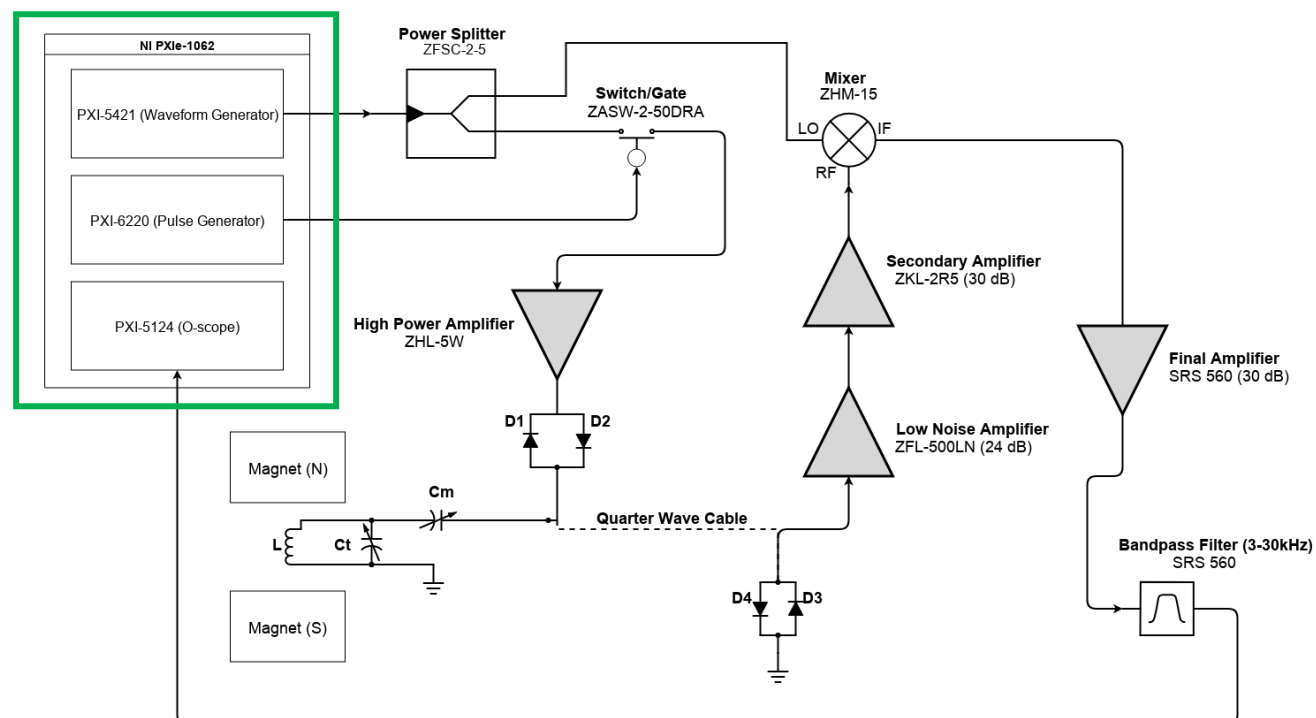 NI PXIe-1062
PXI-5421 (Waveform Generator)
PXI-6220 (Pulse Generator)
PXI-5124 (O-scope)
Power Splitter
ZFSC-2-5
Switch/Gate
ZASW-2-50DRA
Mixer
ZHM-15
LO
IF
RF
Secondary Amplifier
ZKL-2R5 (30 dB)
High Power Amplifier
ZHL-5W
Final Amplifier
SRS 560 (30 dB)
D1
D2
Low Noise Amplifier
ZFL-500LN (24 dB)
Magnet (N)
Cm
Quarter Wave Cable
L
Ct
Bandpass Filter (3-30kHz)
SRS 560
D4
D3
Magnet (S)